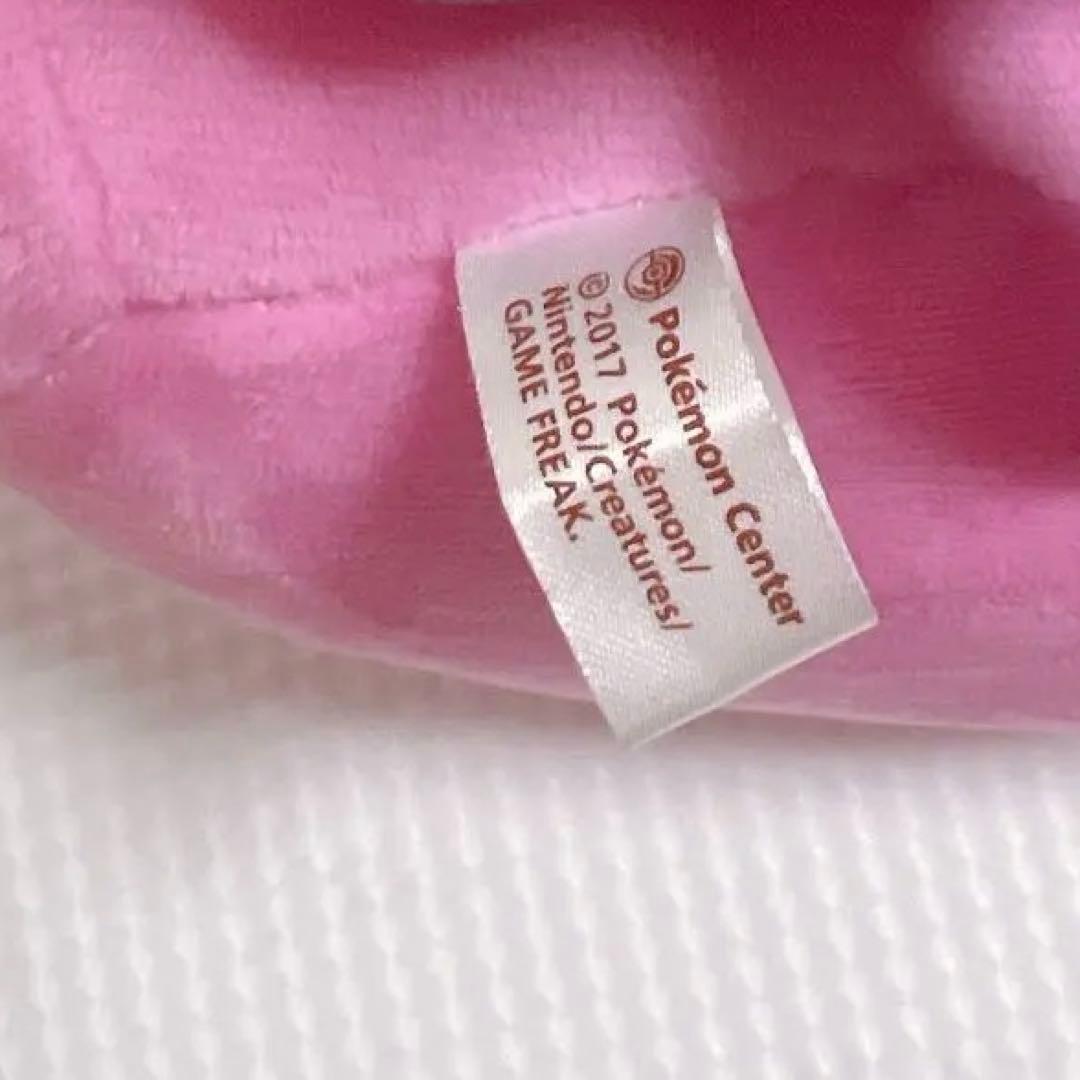 Pokémon Center
© 2017 Pokémon/
Nintendo/Creatures/
GAME FREAK.